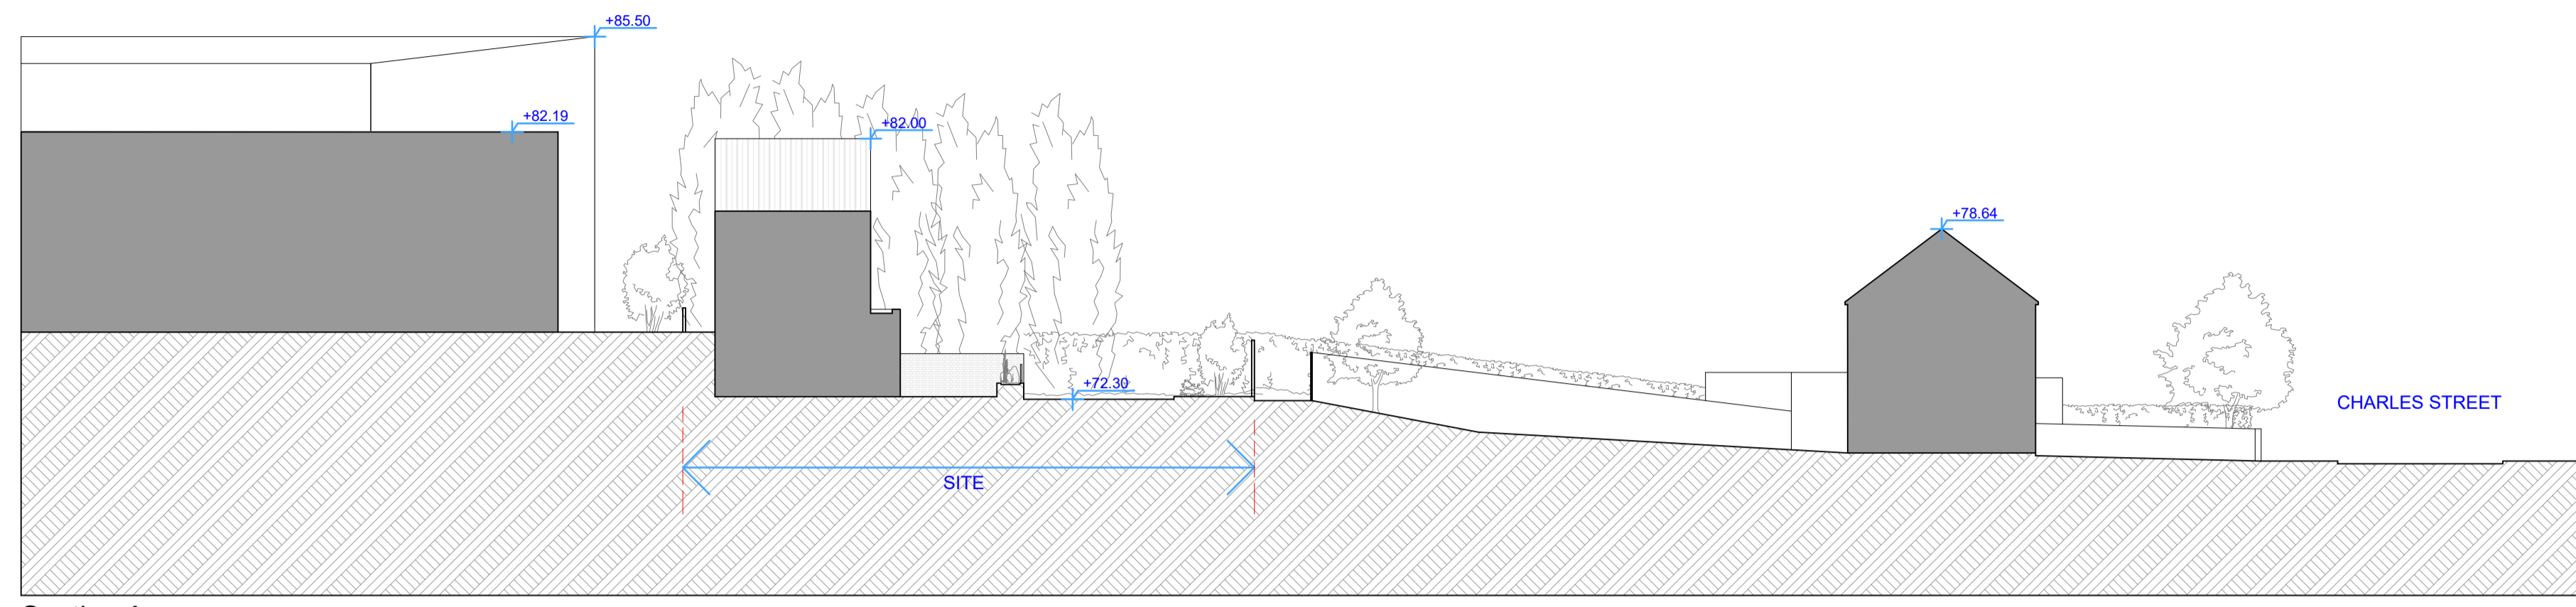 +85.50
+82.19
+82.00
+78.64
+72.30
CHARLES STREET
SITE